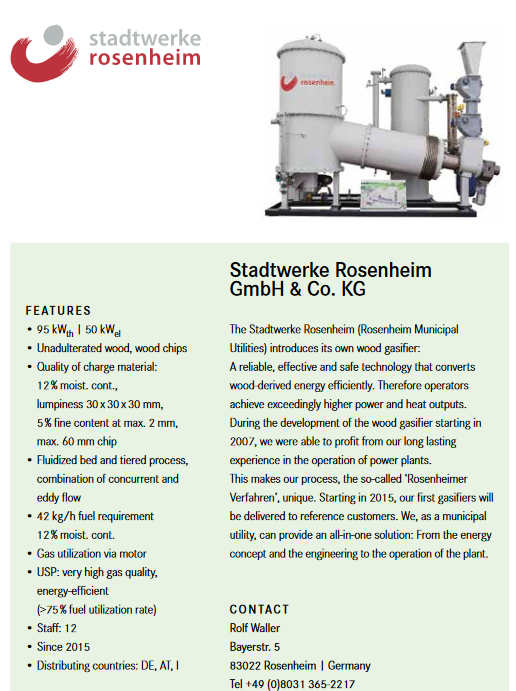 stadtwerke
rosenheim
stadtwerke
rosenheim
Stadtwerke Rosenheim
GmbH & Co. KG
FEATURES
• 95 kWth | 50 kWel
• Unadulterated wood, wood chips
• Quality of charge material:
12 % moist. cont.,
lumpiness 30 x 30 x 30 mm,
5 % fine content at max. 2 mm,
max. 60 mm chip
• Fluidized bed and tiered process,
combination of concurrent and
eddy flow
• 42 kg/h fuel requirement
12 % moist. cont.
• Gas utilization via motor
• USP: very high gas quality,
energy-efficient
(>75 % fuel utilization rate)
• Staff: 12
• Since 2015
• Distributing countries: DE, AT, I
The Stadtwerke Rosenheim (Rosenheim Municipal
Utilities) introduces its own wood gasifier:
A reliable, effective and safe technology that converts
wood-derived energy efficiently. Therefore operators
achieve exceedingly higher power and heat outputs.
During the development of the wood gasifier starting in
2007, we were able to profit from our long lasting
experience in the operation of power plants.
This makes our process, the so-called 'Rosenheimer
Verfahren', unique. Starting in 2015, our first gasifiers will
be delivered to reference customers. We, as a municipal
utility, can provide an all-in-one solution: From the energy
concept and the engineering to the operation of the plant.
CONTACT
Rolf Waller
Bayerstr. 5
83022 Rosenheim | Germany
Tel +49 (0)8031 365-2217